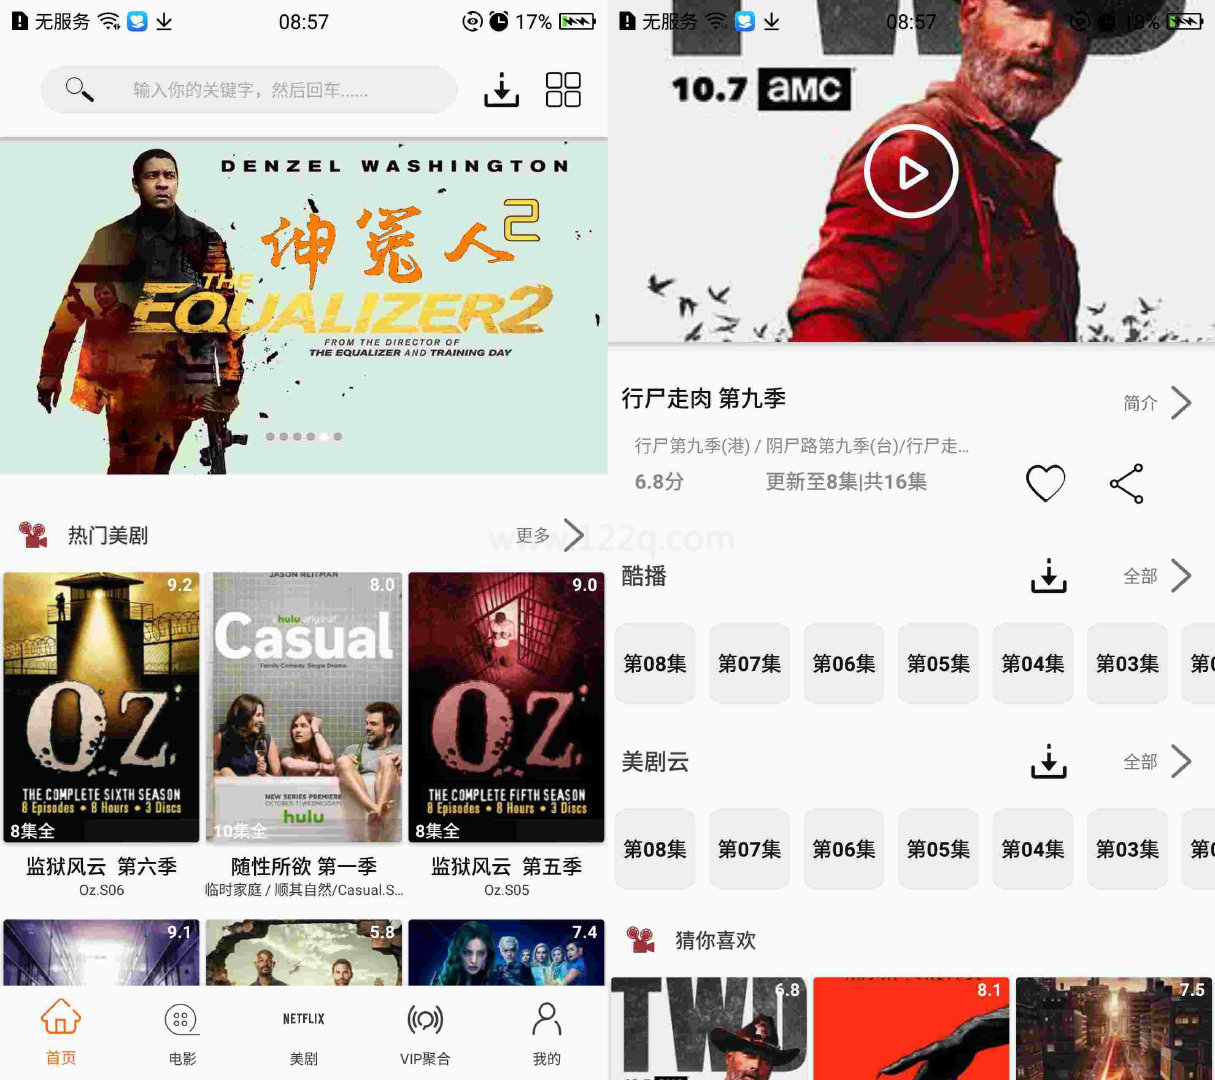 无服务
08:57
17%
输入你的关键字，然后回车......
DENZEL WASHINGTON
伸冤人2
THE
EQUALIZER2
FROM THE DIRECTOR OF
THE EQUALIZER AND TRAINING DAY
热门美剧
更多
9.2
OZ
THE COMPLETE SIXTH SEASON
8 Episodes • 8 Hours • 3 Discs
8集全
JASON REITMAN
8.0
hulu original
Casual
Family Comedy. Single Drama.
NEW SERIES PREMIERE
OCTOBER 7|WEDNESDAYS
hulu
10集全
9.0
OZ
THE COMPLETE FIFTH SEASON
8 Episodes • 8 Hours • 3 Discs
8集全
监狱风云 第六季
Oz.S06
随性所欲 第一季
临时家庭 / 顺其自然/Casual.S...
监狱风云 第五季
Oz.S05
9.1
5.8
7.4
首页
电影
NETFLIX
美剧
VIP聚合
我的
无服务
08:57
18%
TWD
10.7 aMC
行尸走肉 第九季
简介
行尸第九季(港) / 阴尸路第九季(台)/行尸走...
6.8分
更新至8集|共16集
www.122q.com
酷播
全部
第08集
第07集
第06集
第05集
第04集
第03集
美剧云
全部
第08集
第07集
第06集
第05集
第04集
第03集
猜你喜欢
TWD
6.8
8.1
7.5